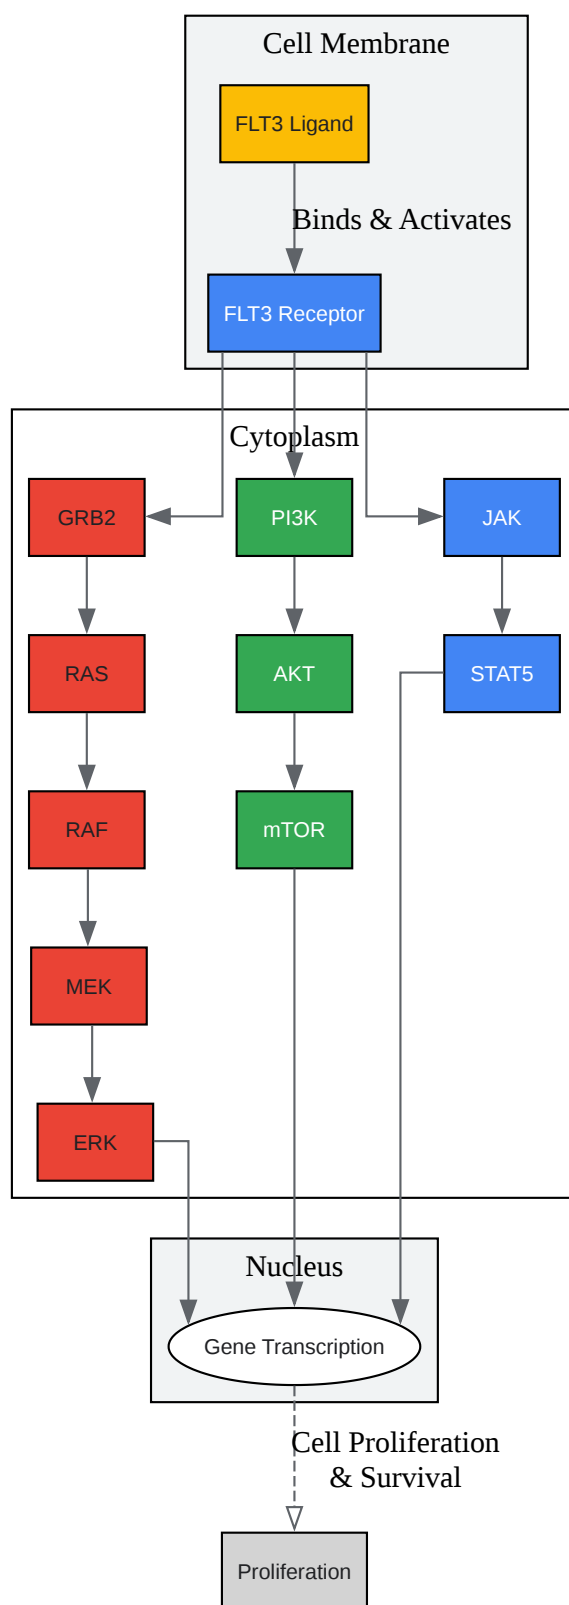 Cell Membrane
FLT3 Ligand
Binds & Activates
FLT3 Receptor
Cytoplasm
GRB2
PI3K
JAK
RAS
AKT
STAT5
RAF
mTOR
MEK
ERK
Nucleus
Gene Transcription
Cell Proliferation
& Survival
Proliferation